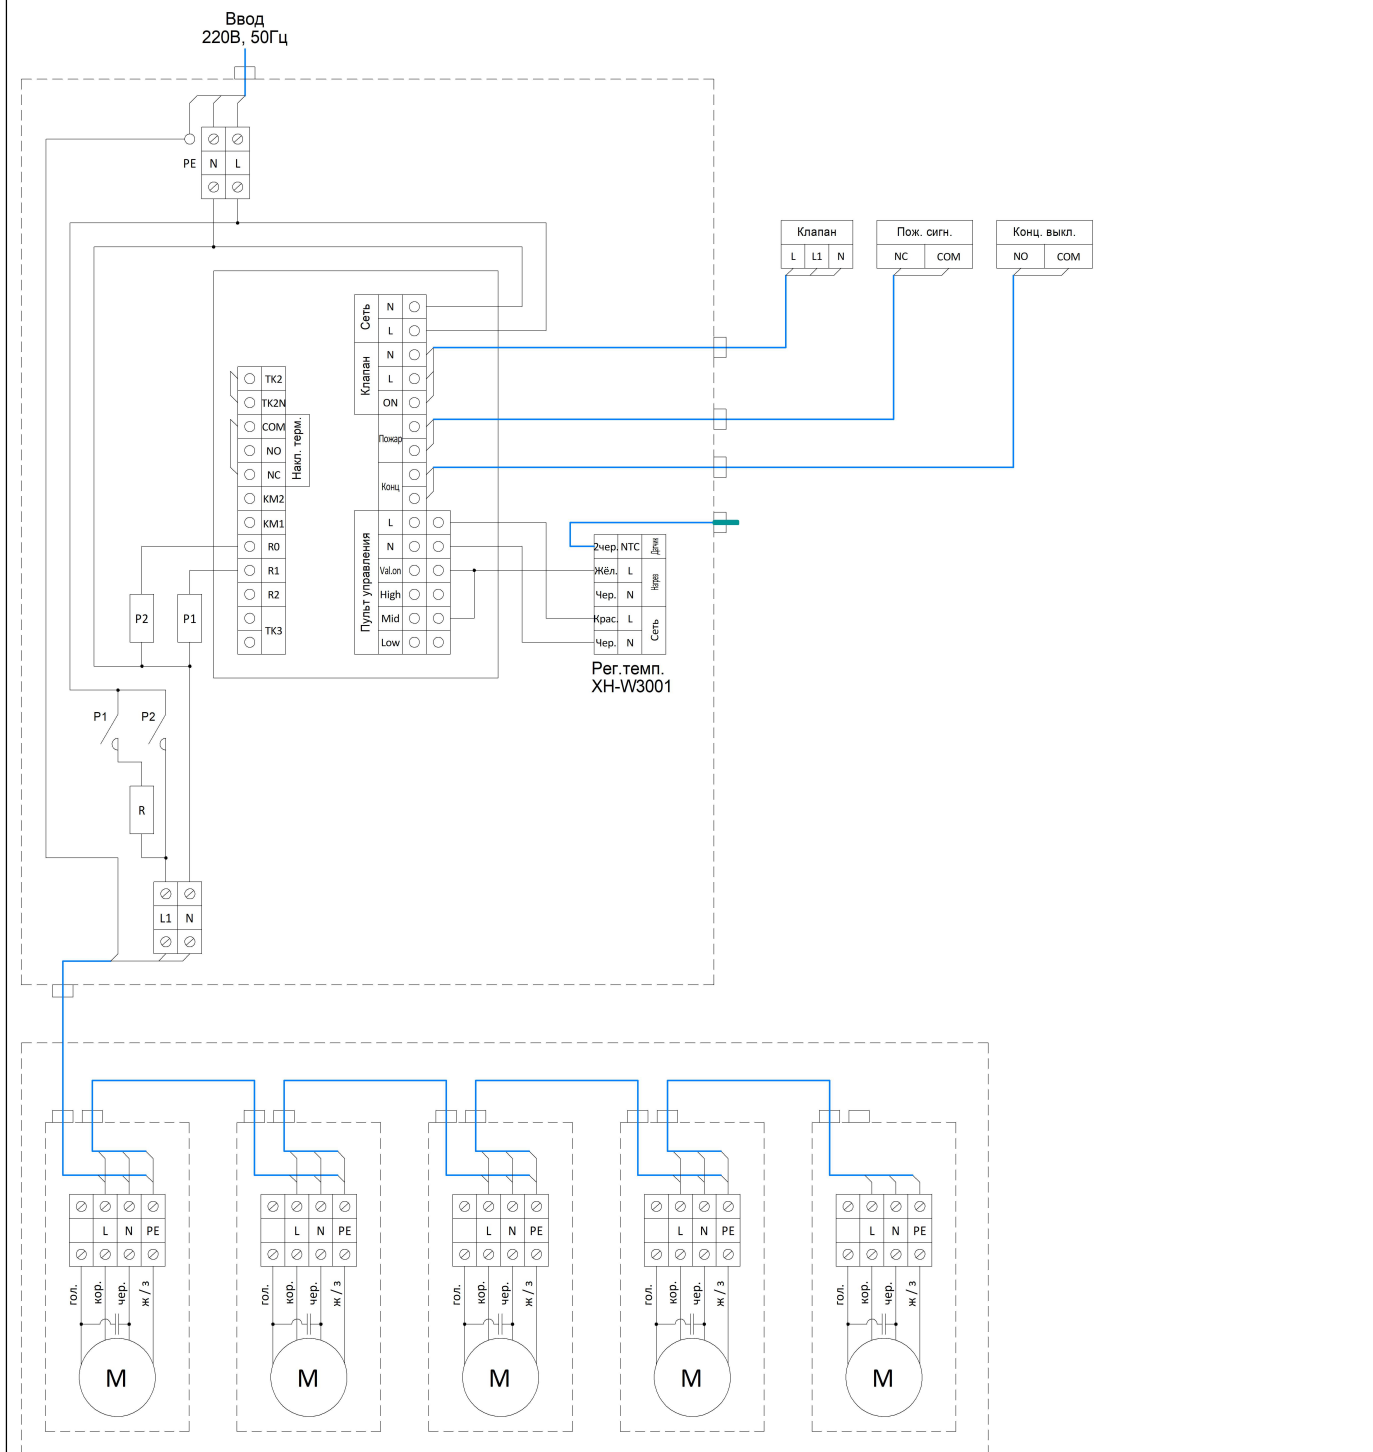 Ввод
220В, 50Гц
PE N L
Клапан
L L1 N
Пож. сигн.
NC COM
Конц. выкл.
NO COM
Сеть
N
L
Клапан
N
L
ON
Пожар
Конц
Пульт управления
L
N
Val.on
High
Mid
Low
TK2
TK2N
COM
NO
NC
Накл. терм.
KM2
KM1
R0
R1
R2
TK3
2чер. NTC Датчик
Жёл. L Нагрев
Чер. N
Крас. L Сеть
Чер. N
Рег.темп.
XH-W3001
P2 P1
P1 P2
R
L1 N
L N PE
L N PE
L N PE
L N PE
L N PE
гол. кор. чер. ж / з
гол. кор. чер. ж / з
гол. кор. чер. ж / з
гол. кор. чер. ж / з
гол. кор. чер. ж / з
M M M M M